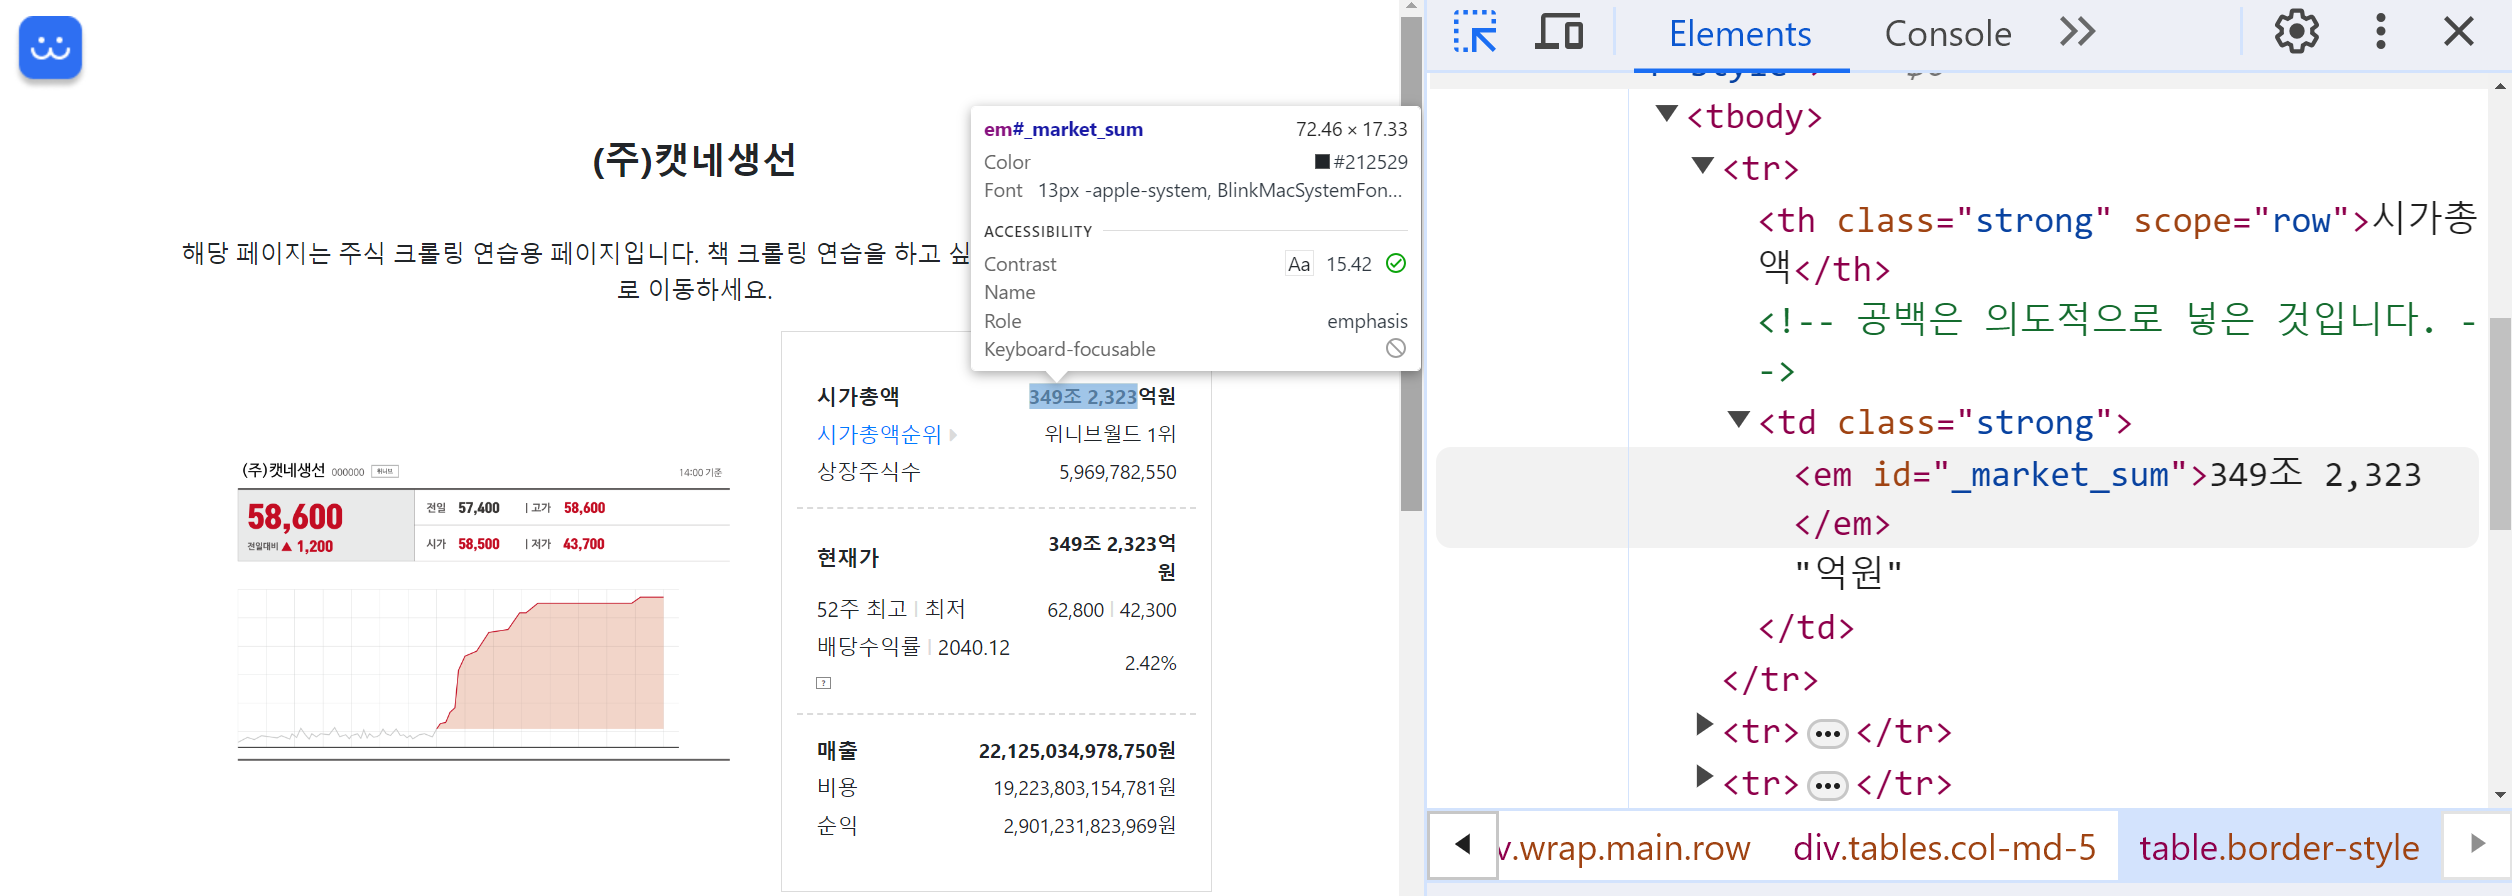 (주)캣네생선
해당 페이지는 주식 크롤링 연습용 페이지입니다. 책 크롤링 연습을 하고 싶
로 이동하세요.
(주)캣네생선 000000 위니브
14:00 기준
58,600
전일대비 ▲ 1,200
전일 57,400 | 고가 58,600
시가 58,500 | 저가 43,700
em#_market_sum 72.46 × 17.33
Color #212529
Font 13px -apple-system, BlinkMacSystemFon...
ACCESSIBILITY
Contrast Aa 15.42
Name
Role emphasis
Keyboard-focusable
시가총액 349조 2,323억원
시가총액순위 위니브월드 1위
상장주식수 5,969,782,550
현재가 349조 2,323억
원
52주 최고 | 최저 62,800 | 42,300
배당수익률 | 2040.12
2.42%
?
매출 22,125,034,978,750원
비용 19,223,803,154,781원
순익 2,901,231,823,969원
Elements Console
<tbody>
<tr>
<th class="strong" scope="row">시가총
액</th>
<!-- 공백은 의도적으로 넣은 것입니다. -
->
<td class="strong">
<em id="_market_sum">349조 2,323
</em>
"억원"
</td>
</tr>
<tr>...</tr>
<tr>...</tr>
v.wrap.main.row div.tables.col-md-5 table.border-style